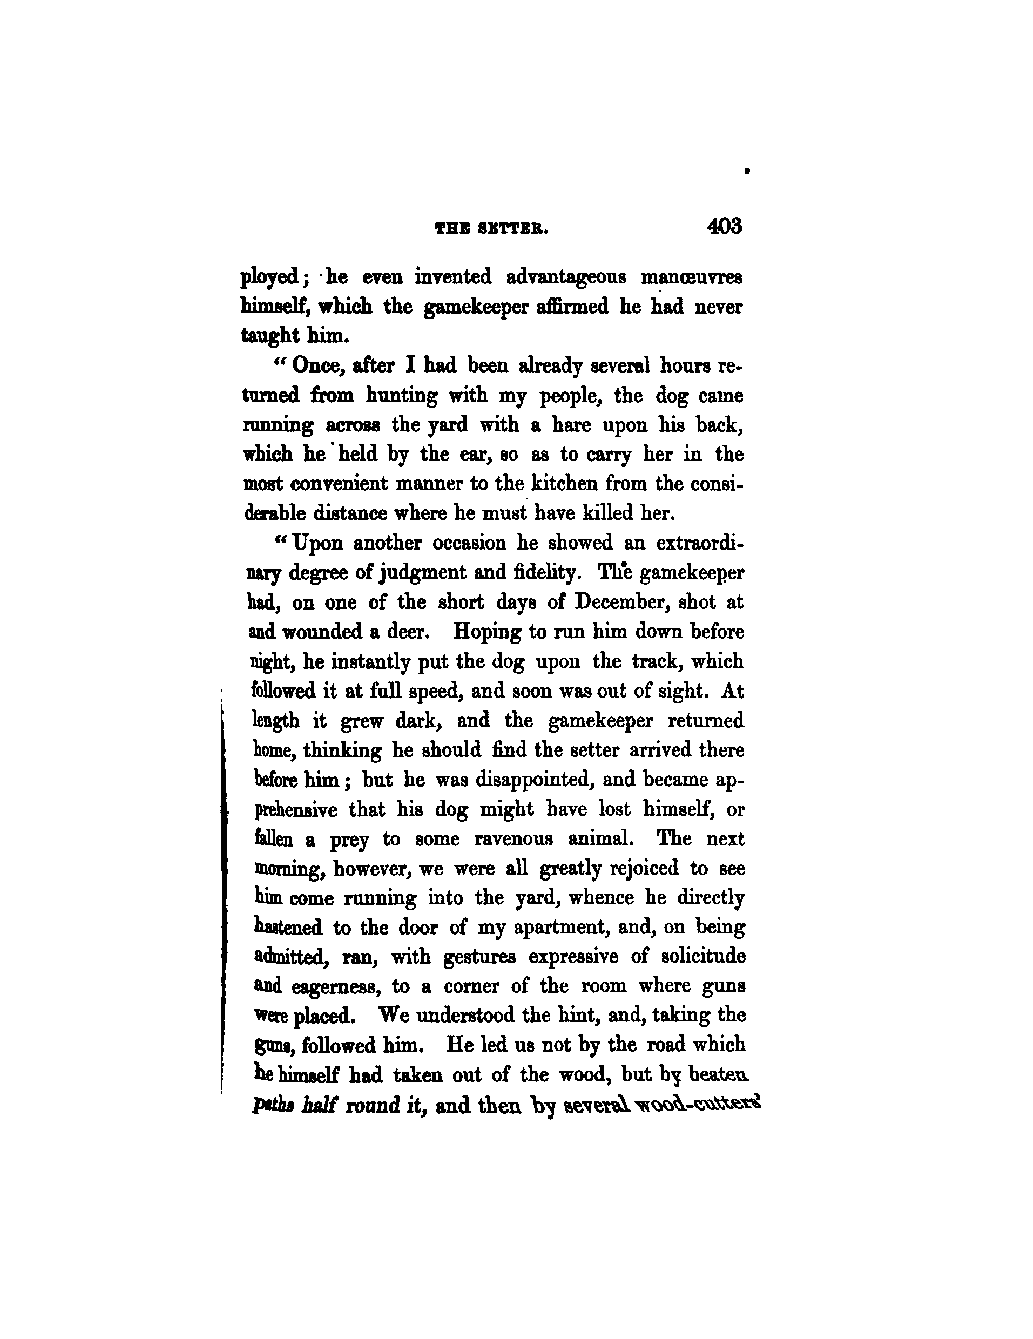 THE SETTER. 403
ployed; he even invented advantageous manœuvres
himself, which the gamekeeper affirmed he had never
taught him.
“Once, after I had been already several hours re-
turned from hunting with my people, the dog came
running across the yard with a hare upon his back,
which he held by the ear, so as to carry her in the
most convenient manner to the kitchen from the consi-
derable distance where he must have killed her.
“Upon another occasion he showed an extraordi-
nary degree of judgment and fidelity. The gamekeeper
had, on one of the short days of December, shot at
and wounded a deer. Hoping to run him down before
night, he instantly put the dog upon the track, which
followed it at full speed, and soon was out of sight. At
length it grew dark, and the gamekeeper returned
home, thinking he should find the setter arrived there
before him; but he was disappointed, and became ap-
prehensive that his dog might have lost himself, or
fallen a prey to some ravenous animal. The next
morning, however, we were all greatly rejoiced to see
him come running into the yard, whence he directly
hastened to the door of my apartment, and, on being
admitted, ran, with gestures expressive of solicitude
and eagerness, to a corner of the room where guns
were placed. We understood the hint, and, taking the
guns, followed him. He led us not by the road which
he himself had taken out of the wood, but by beaten
paths half round it, and then by several wood-cutters'